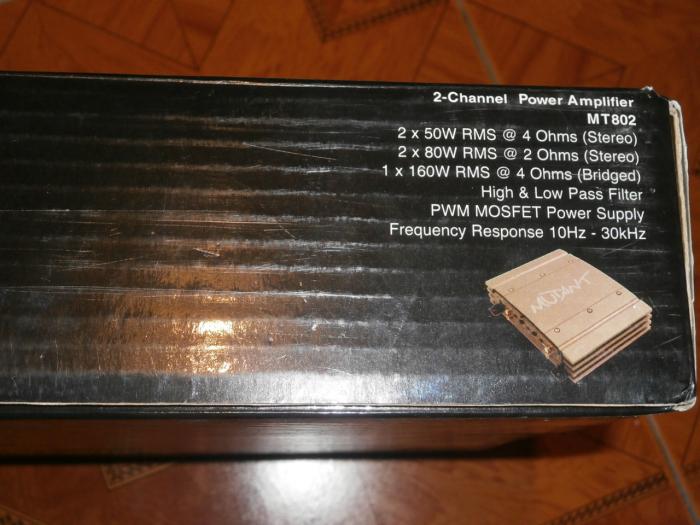 2-Channel Power Amplifier
MT802
2 x 50W RMS @ 4 Ohms (Stereo)
2 x 80W RMS @ 2 Ohms (Stereo)
1 x 160W RMS @ 4 Ohms (Bridged)
High & Low Pass Filter
PWM MOSFET Power Supply
Frequency Response 10Hz - 30kHz
MUTANT